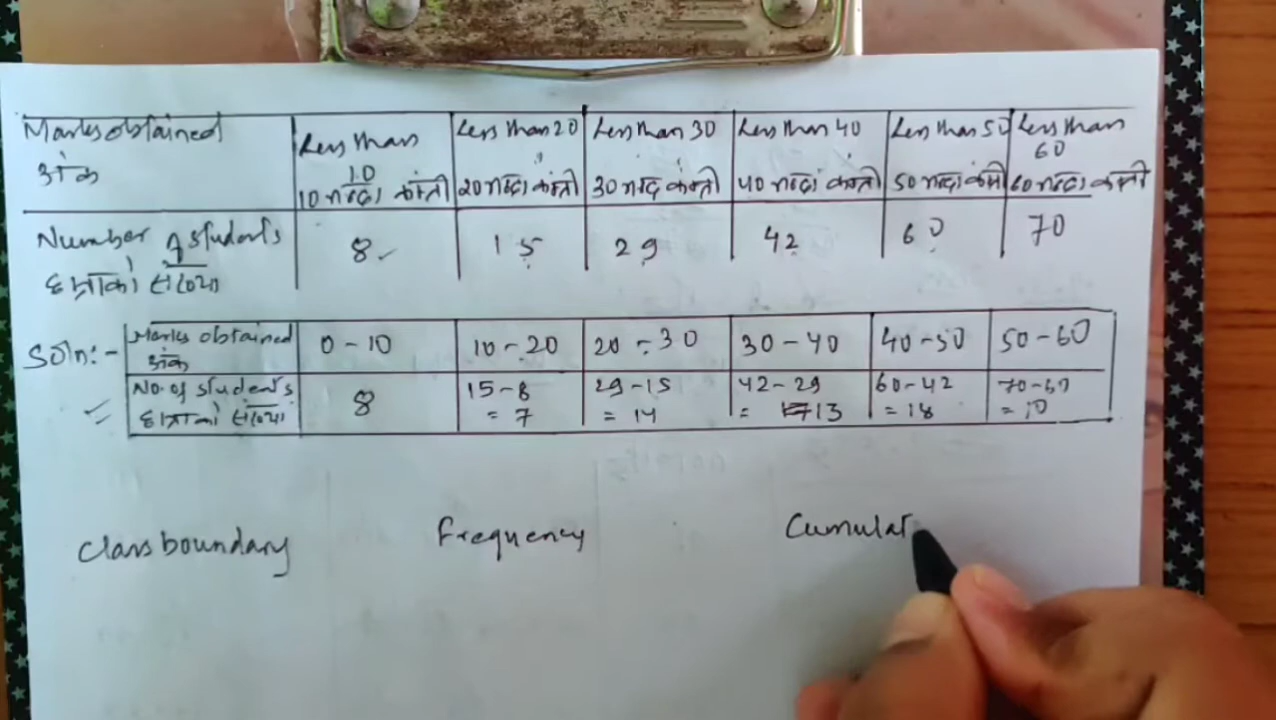 Marks obtained Less than Less than 20 Less than 30 Less than 40 Less than 50 Less than
अंक 10 60
10 भन्दा कम्ती 20 भन्दा कम्ती 30 भन्दा कम्ती 40 भन्दा कम्ती 50 भन्दा कम्ती 60 भन्दा कम्ती
Number of students 8 15 29 42 60 70
छात्रको संख्या
Soln:- Marks obtained 0-10 10-20 20-30 30-40 40-50 50-60
अंक
No. of students 8 15-8 29-15 42-29 60-42 70-60
छात्रको संख्या = 7 = 14 = 13 = 18 = 10
Class boundary Frequency Cumulat